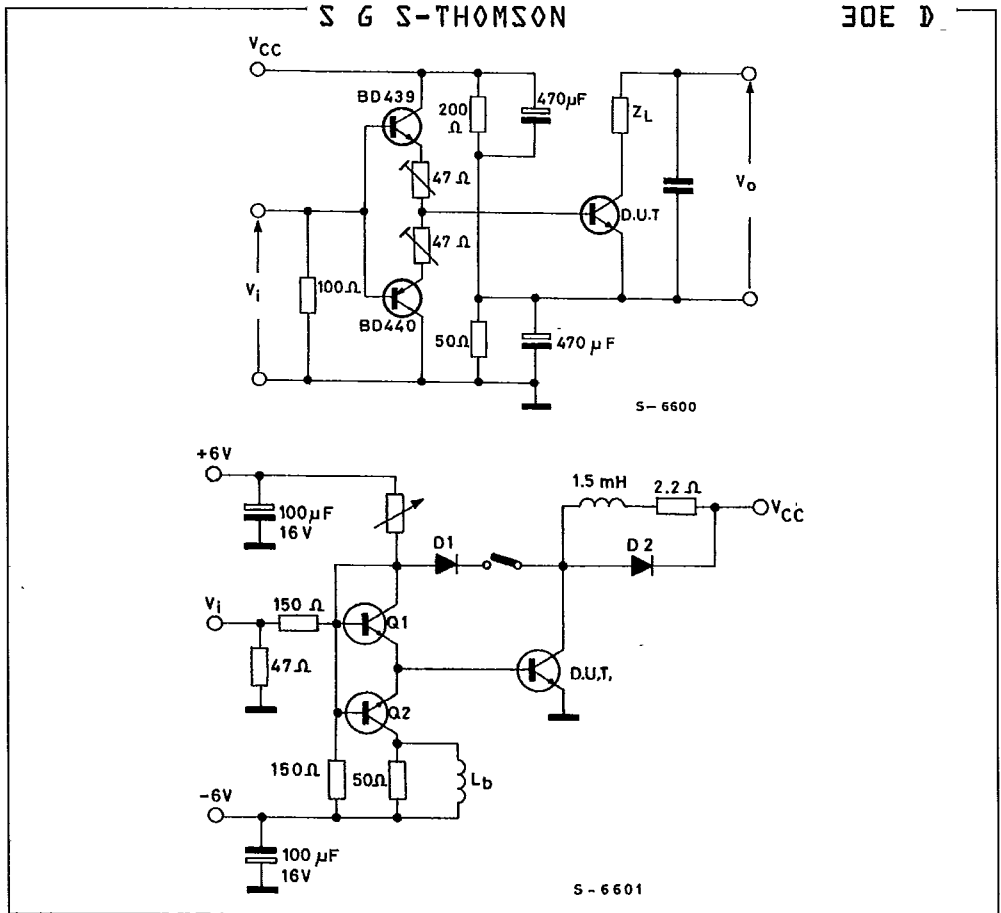 S G S-THOMSON 30E D
VCC
BD439
200 Ω
470µF
ZL
47 Ω
Vo
D.U.T
47 Ω
Vi
100Ω
BD440
50Ω
470 µF
S-6600
+6V
1.5 mH
2.2 Ω
VCC
100µF
16V
D1
D2
Vi
150 Ω
Q1
47Ω
D.U.T.
Q2
150Ω
50Ω
Lb
-6V
100 µF
16V
S-6601